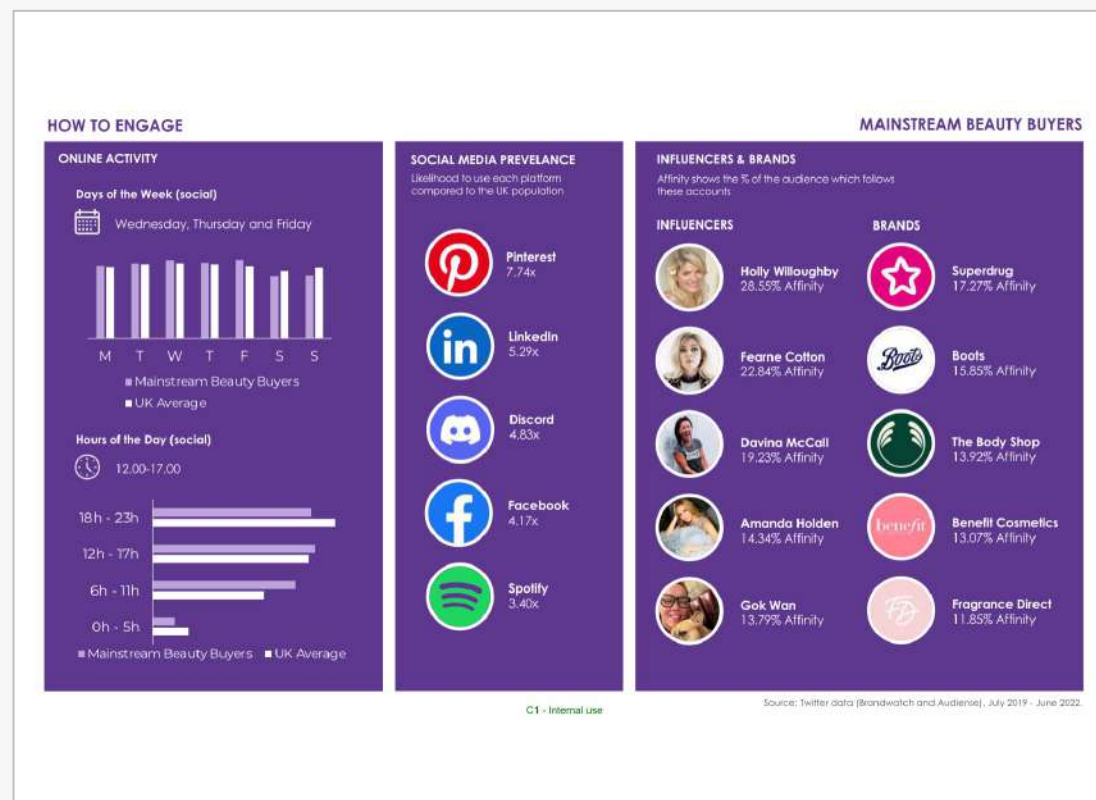 HOW TO ENGAGE
MAINSTREAM BEAUTY BUYERS
ONLINE ACTIVITY
Days of the Week (social)
Wednesday, Thursday and Friday
M T W T F S S
Mainstream Beauty Buyers
UK Average
Hours of the Day (social)
12.00-17.00
18h - 23h
12h - 17h
6h - 11h
0h - 5h
Mainstream Beauty Buyers UK Average
SOCIAL MEDIA PREVELANCE
Likelihood to use each platform
compared to the UK population
Pinterest
7.74x
in
LinkedIn
5.29x
Discord
4.83x
Facebook
4.17x
Spotify
3.40x
INFLUENCERS & BRANDS
Affinity shows the % of the audience which follows
these accounts
INFLUENCERS
Holly Willoughby
28.55% Affinity
Fearne Cotton
22.84% Affinity
Davina McCall
19.23% Affinity
Amanda Holden
14.34% Affinity
Gok Wan
13.79% Affinity
BRANDS
Superdrug
17.27% Affinity
Boots
Boots
15.85% Affinity
The Body Shop
13.92% Affinity
benefit
Benefit Cosmetics
13.07% Affinity
FD
Fragrance Direct
11.85% Affinity
C1 - Internal use
Source: Twitter data (Brandwatch and Audiense), July 2019 - June 2022.